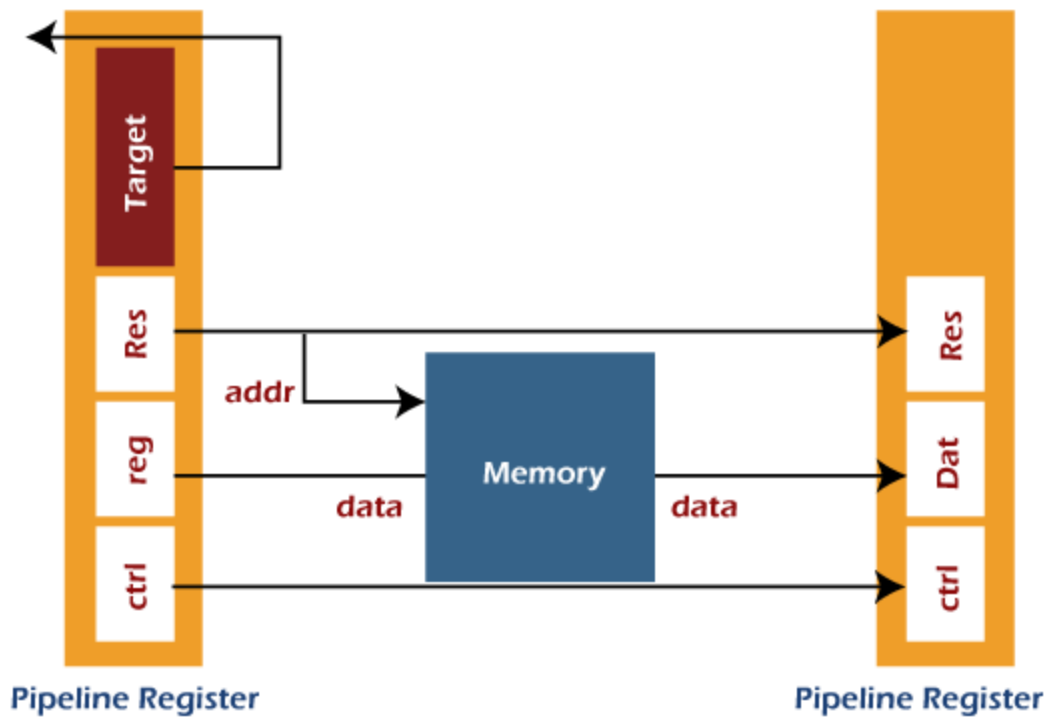 Target
Res
Res
addr
reg
Memory
Dat
data
data
ctrl
ctrl
Pipeline Register
Pipeline Register